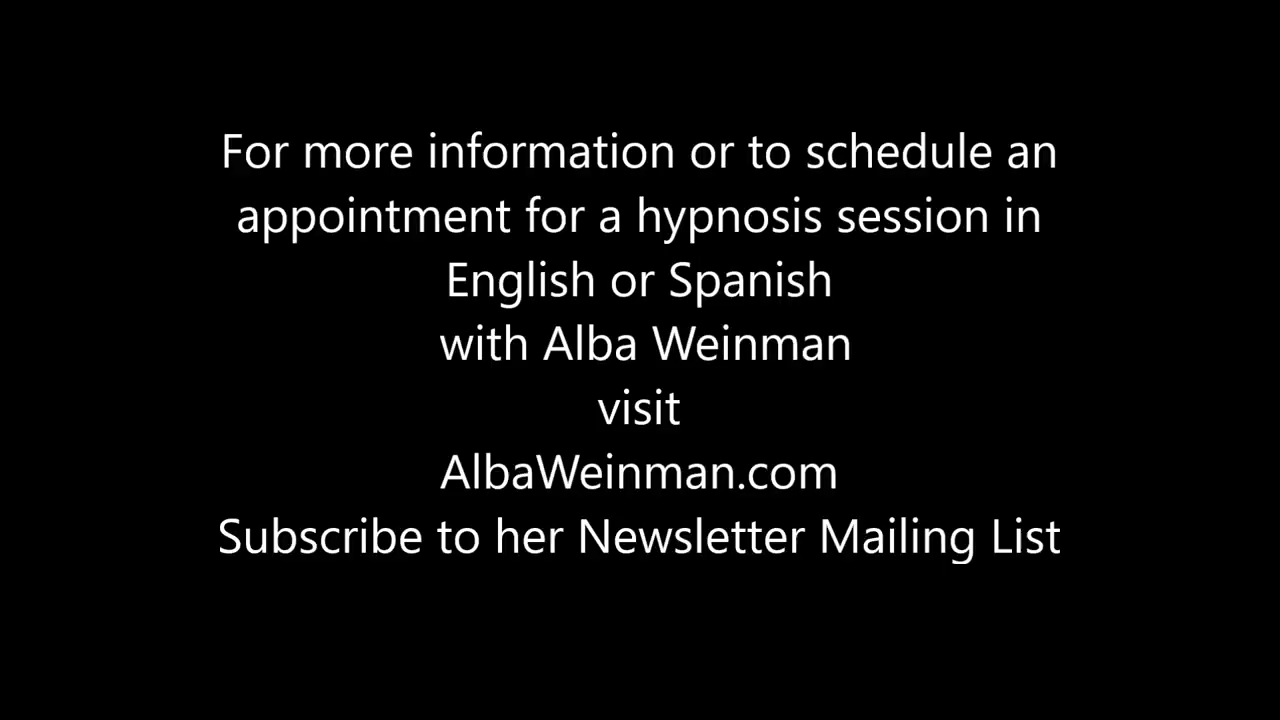 For more information or to schedule an
appointment for a hypnosis session in
English or Spanish
with Alba Weinman
visit
AlbaWeinman.com
Subscribe to her Newsletter Mailing List